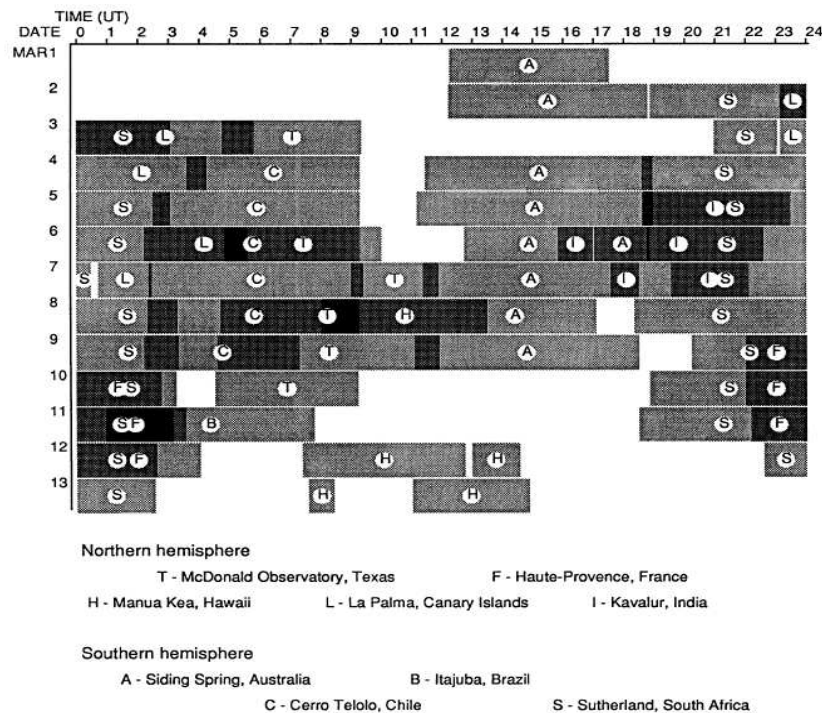 TIME (UT)
DATE 0 1 2 3 4 5 6 7 8 9 10 11 12 13 14 15 16 17 18 19 20 21 22 23 24
MAR1 A
2 A S L
3 S L T S L
4 L C A S
5 S C A I S
6 S L C T A I A I S
7 S L C T A I I S
8 S C T H A S
9 S C T A S F
10 F S T S F
11 S F B S F
12 S F H H S
13 S H H
Northern hemisphere
T - McDonald Observatory, Texas F - Haute-Provence, France
H - Manua Kea, Hawaii L - La Palma, Canary Islands I - Kavalur, India
Southern hemisphere
A - Siding Spring, Australia B - Itajuba, Brazil
C - Cerro Telolo, Chile S - Sutherland, South Africa